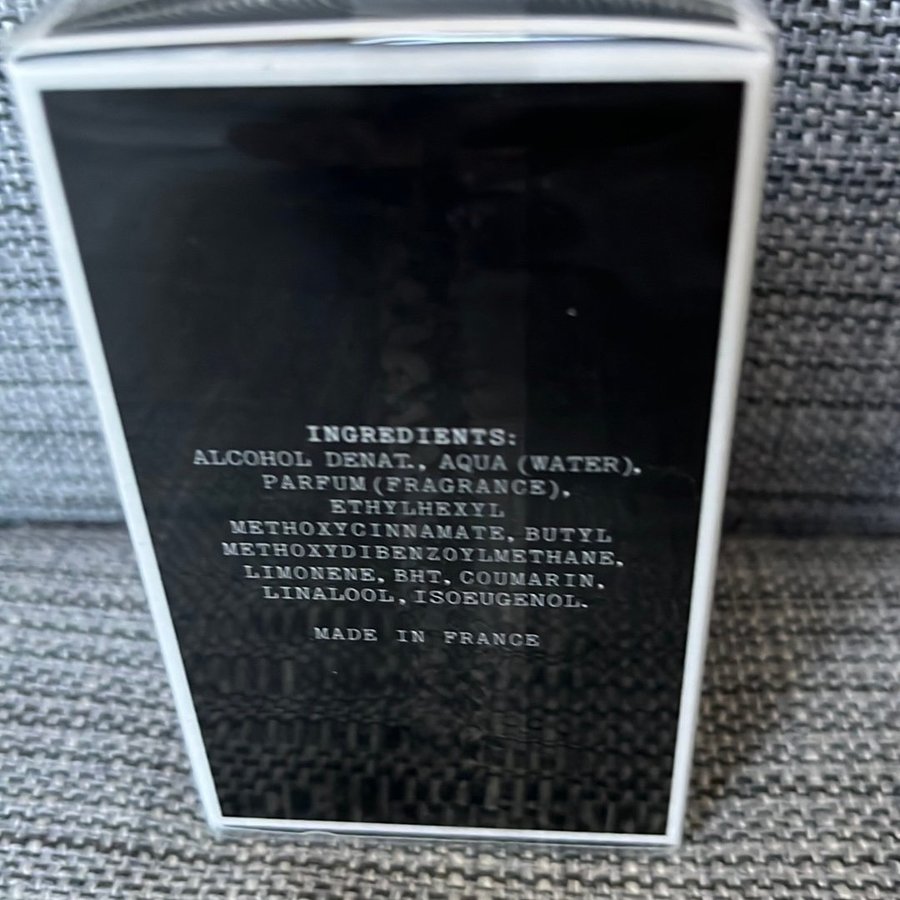 INGREDIENTS:
ALCOHOL DENAT., AQUA (WATER),
PARFUM (FRAGRANCE),
ETHYLHEXYL
METHOXYCINNAMATE, BUTYL
METHOXYDIBENZOYLMETHANE,
LIMONENE, BHT, COUMARIN,
LINALOOL, ISOEUGENOL.
MADE IN FRANCE